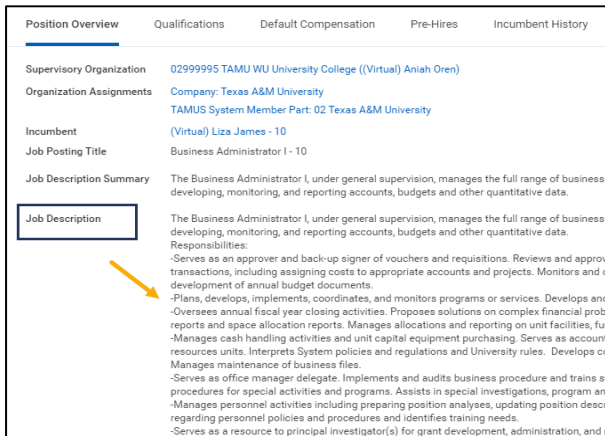 Position Overview Qualifications Default Compensation Pre-Hires Incumbent History
Supervisory Organization 02999995 TAMU WU University College ((Virtual) Aniah Oren)
Organization Assignments Company: Texas A&M University
TAMUS System Member Part: 02 Texas A&M University
Incumbent (Virtual) Liza James - 10
Job Posting Title Business Administrator I - 10
Job Description Summary The Business Administrator I, under general supervision, manages the full range of business
developing, monitoring, and reporting accounts, budgets and other quantitative data.
Job Description The Business Administrator I, under general supervision, manages the full range of business
developing, monitoring, and reporting accounts, budgets and other quantitative data.
Responsibilities:
-Serves as an approver and back-up signer of vouchers and requisitions. Reviews and approv
transactions, including assigning costs to appropriate accounts and projects. Monitors and
development of annual budget documents.
-Plans, develops, implements, coordinates, and monitors programs or services. Develops and
-Oversees annual fiscal year closing activities. Proposes solutions on complex financial prob
reports and space allocation reports. Manages allocations and reporting on unit facilities, fu
-Manages cash handling activities and unit capital equipment purchasing. Serves as account
resources units. Interprets System policies and regulations and University rules. Develops co
Manages maintenance of business files.
-Serves as office manager delegate. Implements and audits business procedure and trains s
procedures for special activities and programs. Assists in special investigations, program an
-Manages personnel activities including preparing position analyses, updating position descr
regarding personnel policies and procedures and identifies training needs.
-Serves as a resource to principal investigator(s) for grant development, administration, and